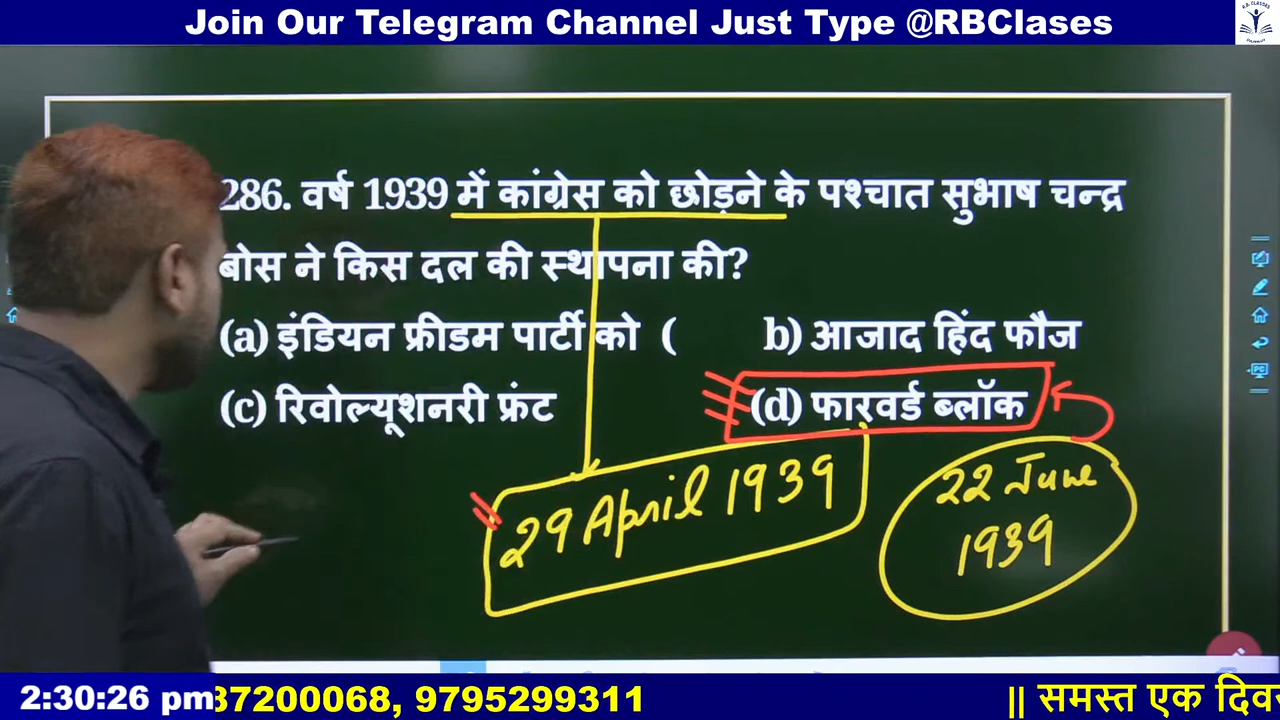 Join Our Telegram Channel Just Type @RBClases
286. वर्ष 1939 में कांग्रेस को छोड़ने के पश्चात सुभाष चन्द्र
बोस ने किस दल की स्थापना की?
(a) इंडियन फ्रीडम पार्टी को ( b) आजाद हिंद फौज
(c) रिवोल्यूशनरी फ्रंट (d) फारवर्ड ब्लॉक
29 April 1939
22 June
1939
2:30:26 pm 37200068, 9795299311 || समस्त एक